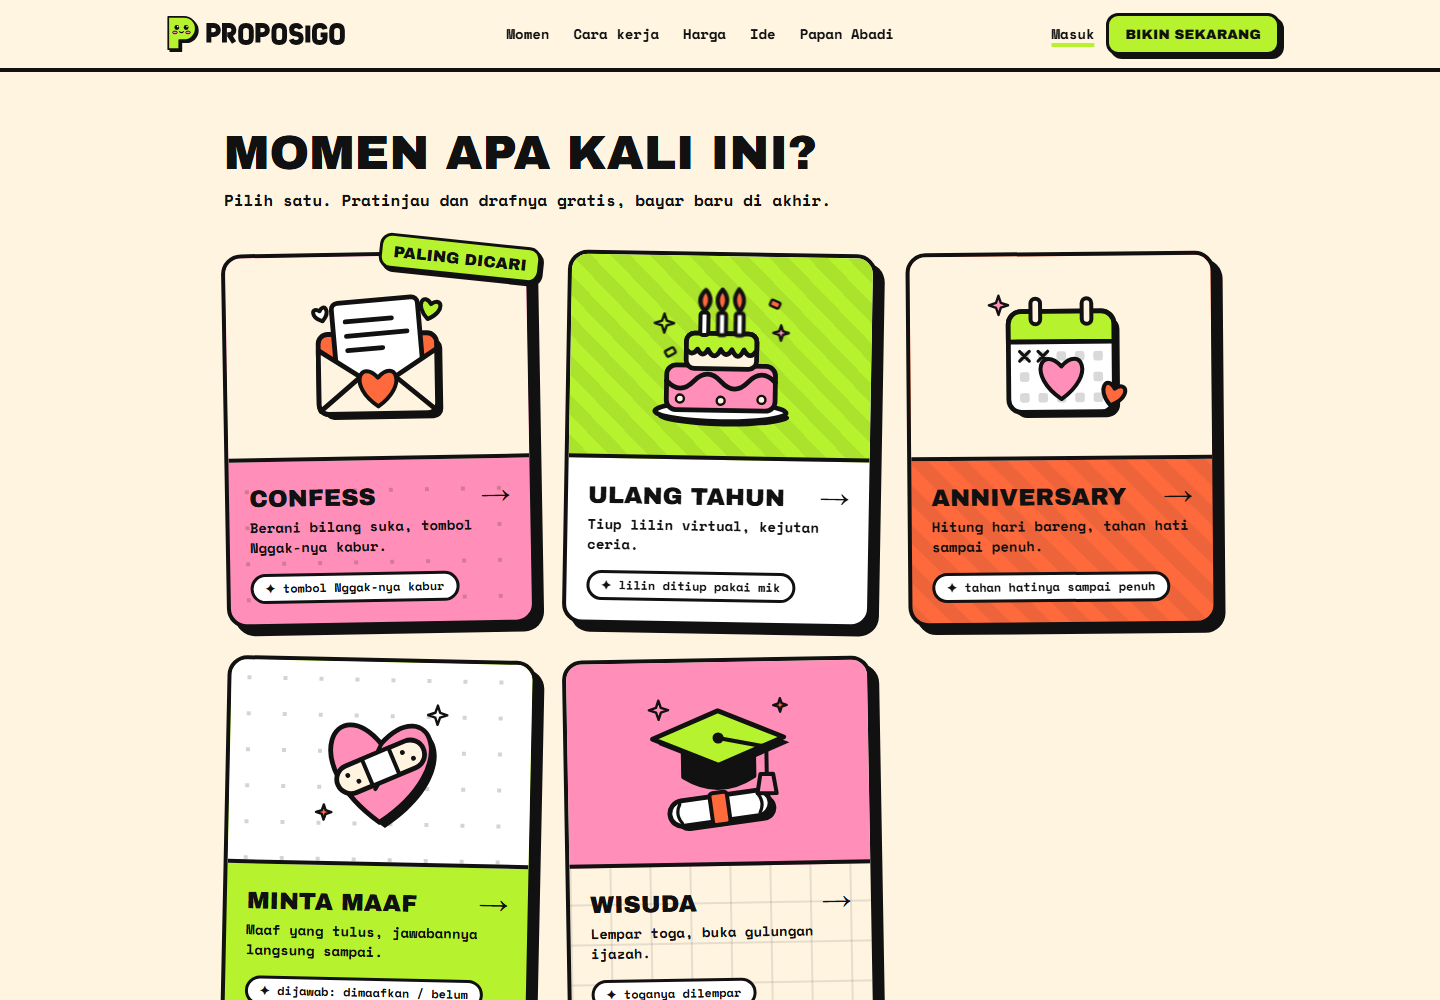 PROPOSIGO
Momen
Cara kerja
Harga
Ide
Papan Abadi
Masuk
BIKIN SEKARANG
MOMEN APA KALI INI?
Pilih satu. Pratinjau dan drafnya gratis, bayar baru di akhir.
PALING DICARI
CONFESS →
Berani bilang suka, tombol
Nggak-nya kabur.
✦ tombol Nggak-nya kabur
ULANG TAHUN →
Tiup lilin virtual, kejutan
ceria.
✦ lilin ditiup pakai mik
ANNIVERSARY →
Hitung hari bareng, tahan hati
sampai penuh.
✦ tahan hatinya sampai penuh
MINTA MAAF →
Maaf yang tulus, jawabannya
langsung sampai.
✦ dijawab: dimaafkan / belum
WISUDA →
Lempar toga, buka gulungan
ijazah.
✦ toganya dilempar